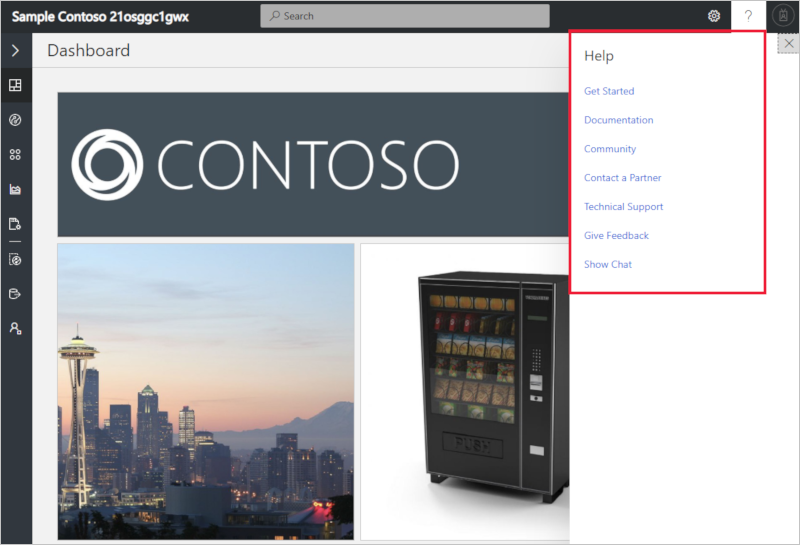 Sample Contoso 21osggc1gwx
Search
?
Dashboard
Help
Get Started
Documentation
Community
Contact a Partner
Technical Support
Give Feedback
Show Chat
CONTOSO
PUSH